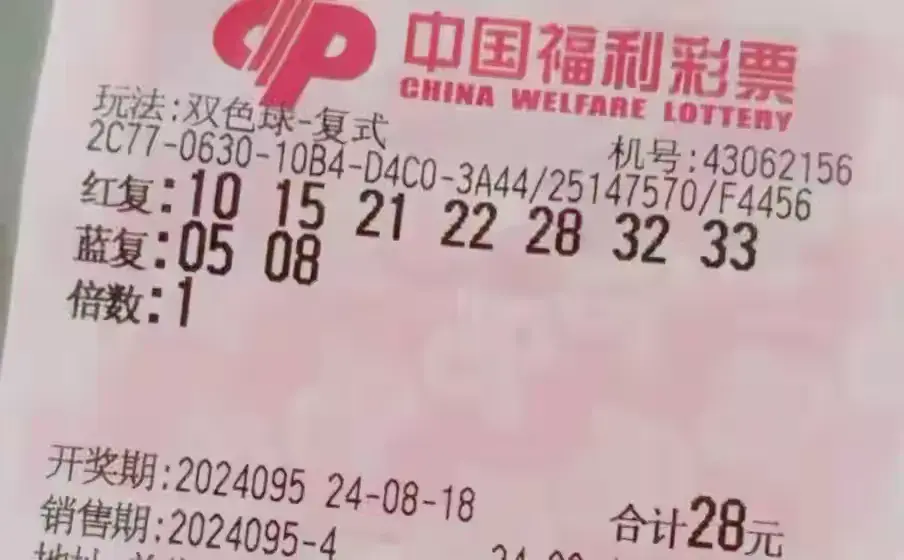 中国福利彩票
CHINA WELFARE LOTTERY
玩法:双色球-复式
机号:43062156
2C77-0630-10B4-D4C0-3A44/25147570/F4456
红复:10 15 21 22 28 32 33
蓝复:05 08
倍数:1
开奖期:2024095 24-08-18
合计28元
销售期:2024095-4
地址